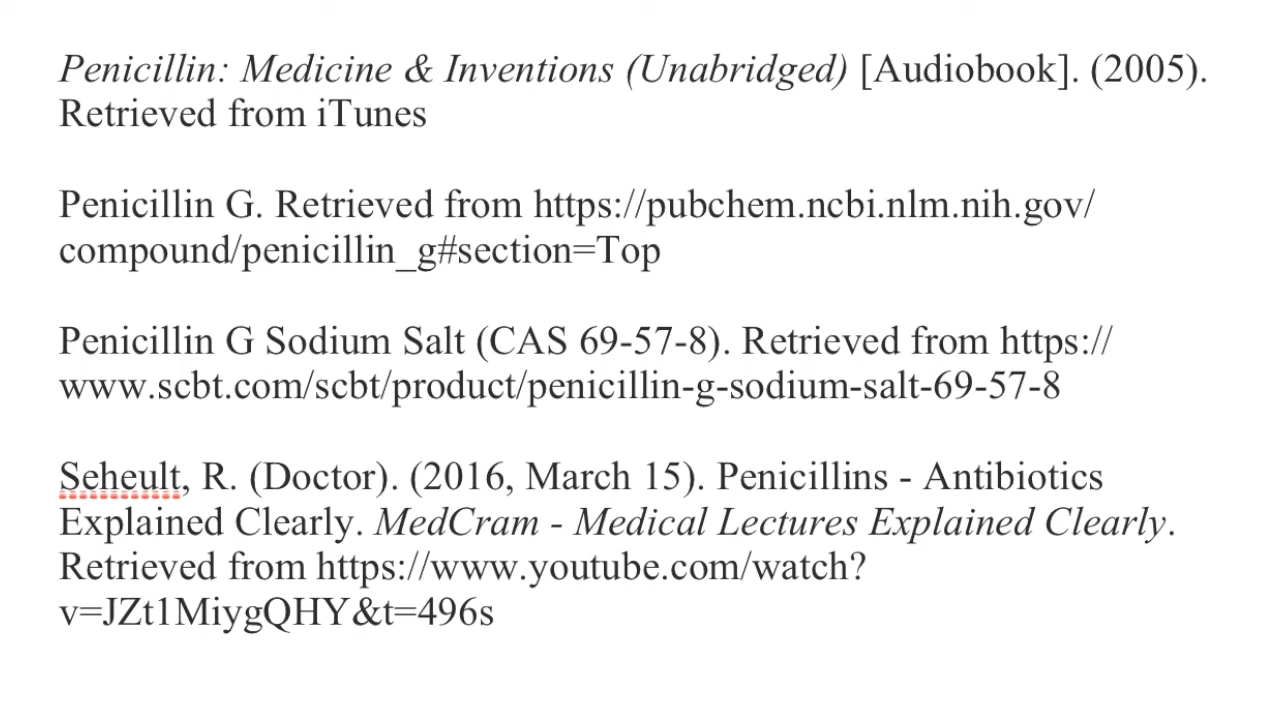 Penicillin: Medicine & Inventions (Unabridged) [Audiobook]. (2005).
Retrieved from iTunes
Penicillin G. Retrieved from https://pubchem.ncbi.nlm.nih.gov/
compound/penicillin_g#section=Top
Penicillin G Sodium Salt (CAS 69-57-8). Retrieved from https://
www.scbt.com/scbt/product/penicillin-g-sodium-salt-69-57-8
Seheult, R. (Doctor). (2016, March 15). Penicillins - Antibiotics
Explained Clearly. MedCram - Medical Lectures Explained Clearly.
Retrieved from https://www.youtube.com/watch?
v=JZt1MiygQHY&t=496s